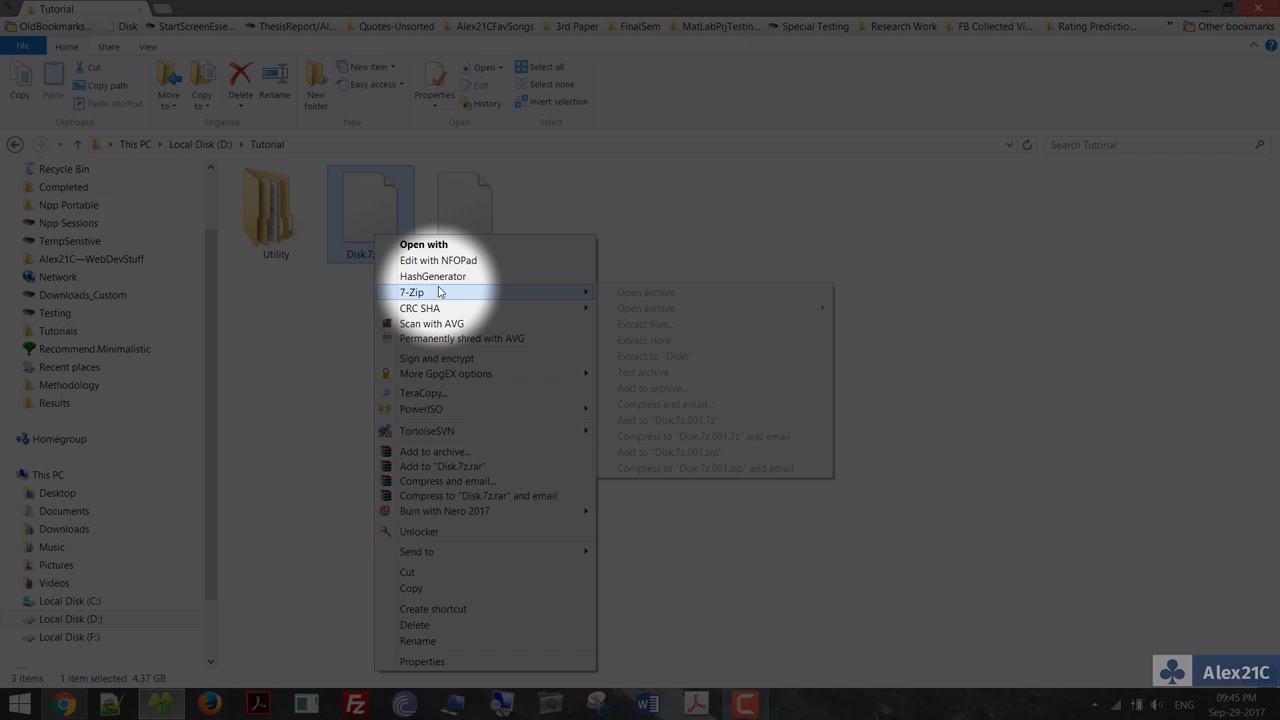 Tutorial
OldBookmarks...
Disk
StartScreenEsse...
ThesisReport/Al...
Quotes-Unsorted
Alex21CFavSongs
3rd Paper
FinalSem
MatLabPrjTestin...
Special Testing
Research Work
FB Collected Vi...
Rating Predictio...
»
Other bookmarks
File
Home
Share
View
Copy
Paste
Cut
Copy path
Paste shortcut
Clipboard
Move to
Copy to
Delete
Rename
Organize
New folder
New item
Easy access
New
Properties
Open
Edit
History
Open
Select all
Select none
Invert selection
Select
This PC
Local Disk (D:)
Tutorial
Search Tutorial
Recycle Bin
Completed
Npp Portable
Npp Sessions
TempSenstive
Alex21C—WebDevStuff
Network
Downloads_Custom
Testing
Tutorials
Recommend.Minimalistic
Recent places
Methodology
Results
Homegroup
This PC
Desktop
Documents
Downloads
Music
Pictures
Videos
Local Disk (C:)
Local Disk (D:)
Local Disk (F:)
Utility
Disk.7z
Open with
Edit with NFOPad
HashGenerator
7-Zip
CRC SHA
Scan with AVG
Permanently shred with AVG
Sign and encrypt
More GpgEX options
TeraCopy...
PowerISO
TortoiseSVN
Add to archive...
Add to "Disk.7z.rar"
Compress and email...
Compress to "Disk.7z.rar" and email
Burn with Nero 2017
Unlocker
Send to
Cut
Copy
Create shortcut
Delete
Rename
Properties
Open archive
Open archive
Extract files...
Extract Here
Extract to "Disk\"
Test archive
Add to archive...
Compress and email...
Add to "Disk.7z.001.7z"
Compress to "Disk.7z.001.7z" and email
Add to "Disk.7z.001.zip"
Compress to "Disk.7z.001.zip" and email
3 items
1 item selected 4.37 GB
Alex21C
ENG
09:45 PM
Sep-29-2017